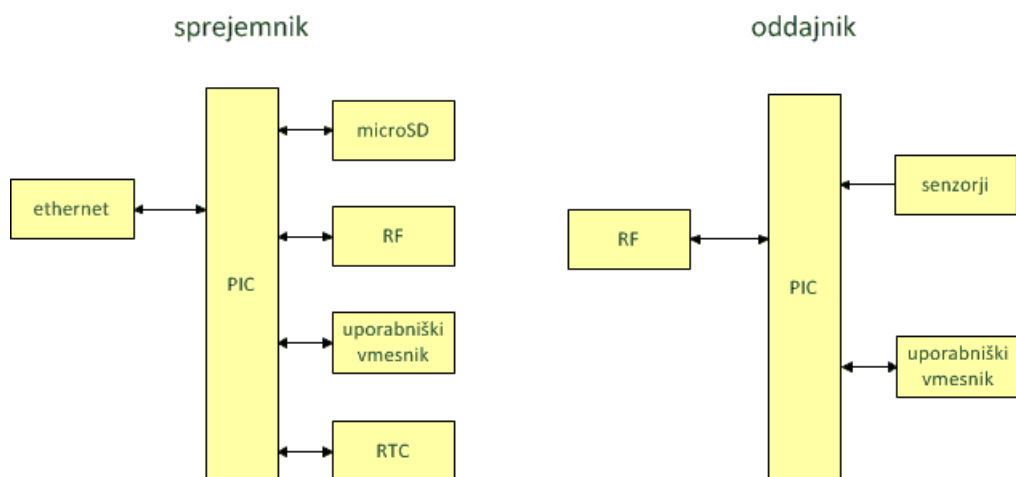 sprejemnik
ethernet
PIC
microSD
RF
uporabniški
vmesnik
RTC
oddajnik
RF
PIC
senzorji
uporabniški
vmesnik